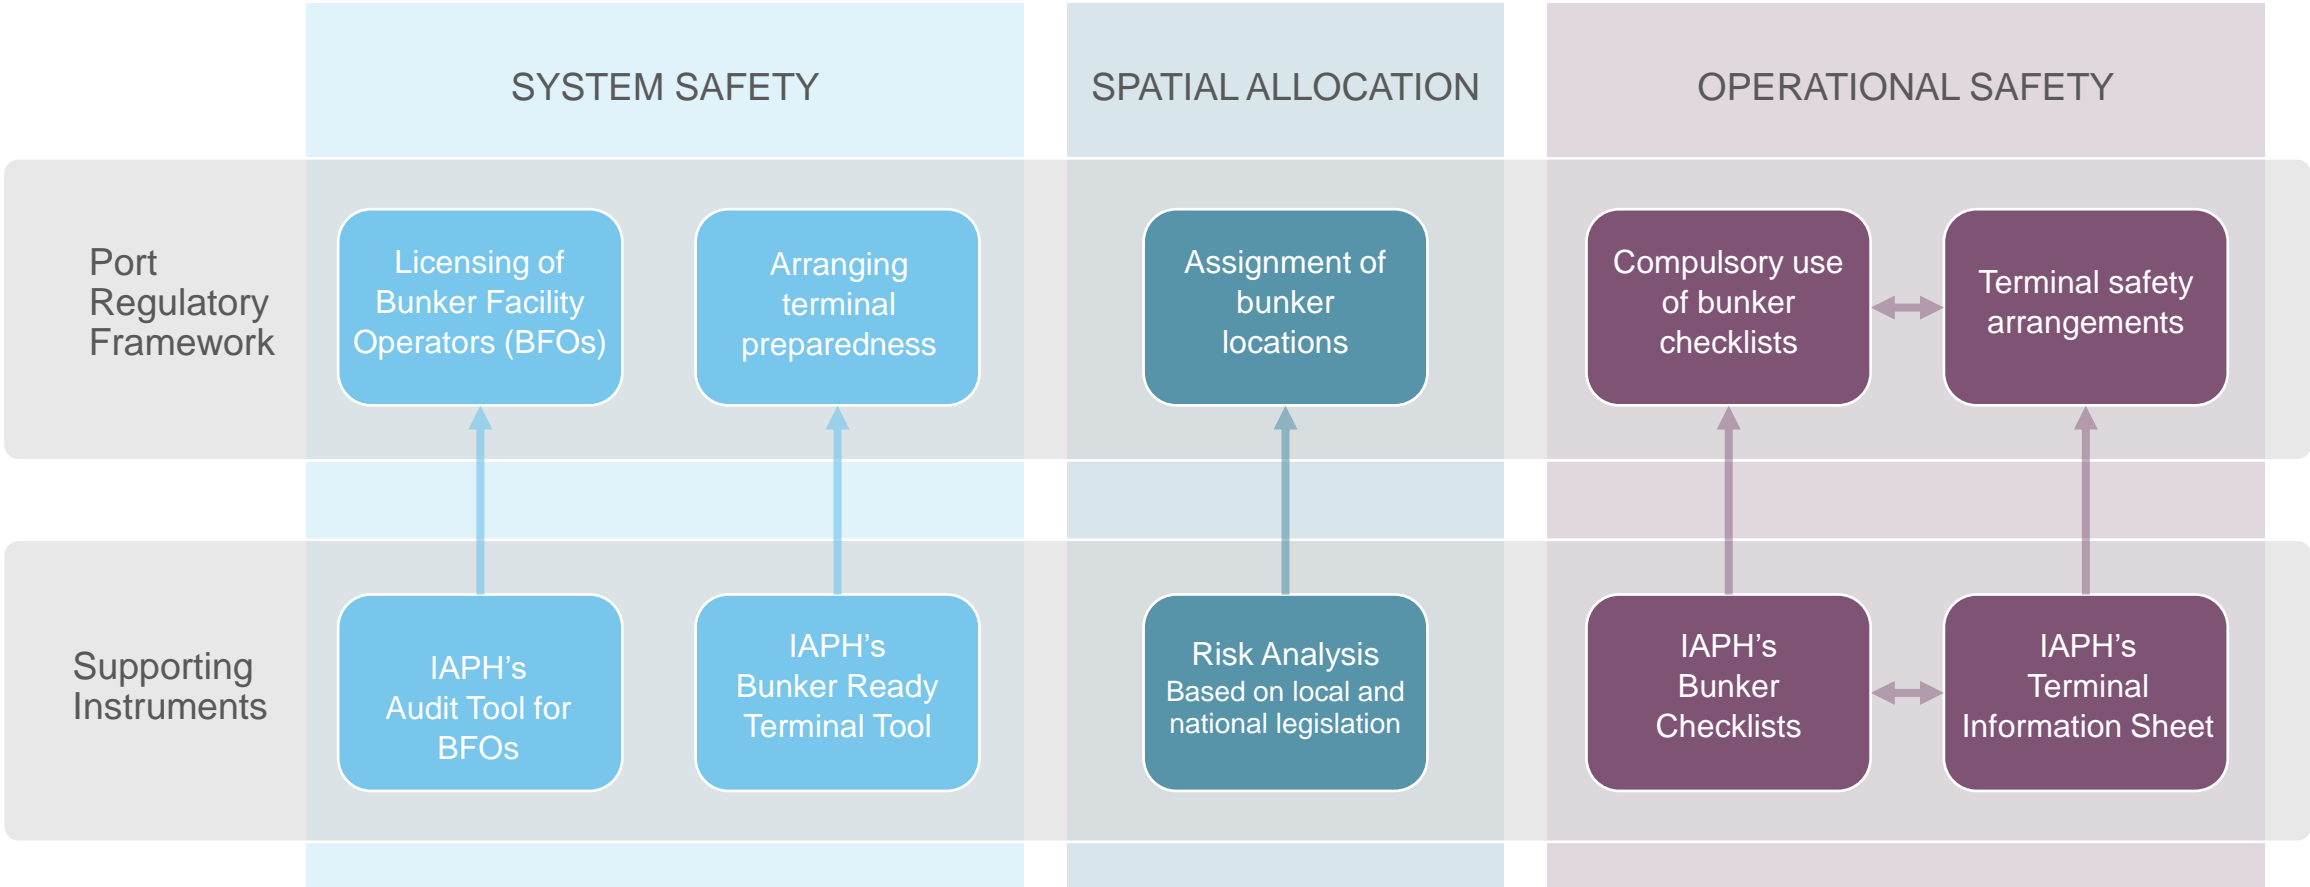 SYSTEM SAFETY
SPATIAL ALLOCATION
OPERATIONAL SAFETY
Port
Regulatory
Framework
Licensing of
Bunker Facility
Operators (BFOs)
Arranging
terminal
preparedness
Assignment of
bunker
locations
Compulsory use
of bunker
checklists
Terminal safety
arrangements
Supporting
Instruments
IAPH’s
Audit Tool for
BFOs
IAPH’s
Bunker Ready
Terminal Tool
Risk Analysis
Based on local and
national legislation
IAPH’s
Bunker
Checklists
IAPH’s
Terminal
Information Sheet